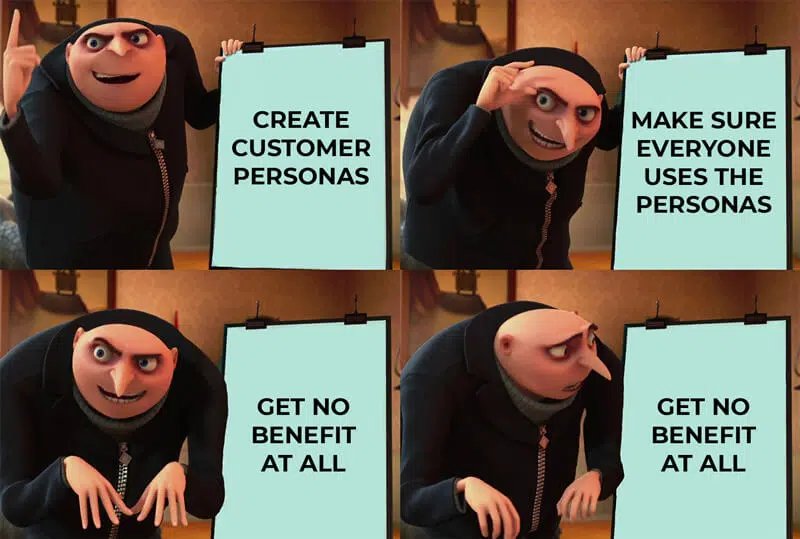 CREATE
CUSTOMER
PERSONAS
MAKE SURE
EVERYONE
USES THE
PERSONAS
GET NO
BENEFIT
AT ALL
GET NO
BENEFIT
AT ALL